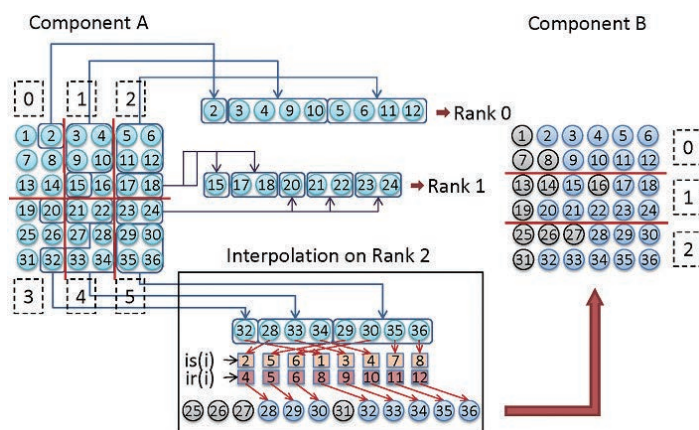 Component A
Component B
0 1 2
2 3 4 9 10 5 6 11 12 Rank 0
1 2 3 4 5 6
7 8 9 10 11 12
13 14 15 16 17 18
19 20 21 22 23 24
25 26 27 28 29 30
31 32 33 34 35 36
3 4 5
15 17 18 20 21 22 23 24 Rank 1
1 2 3 4 5 6
7 8 9 10 11 12
13 14 15 16 17 18
19 20 21 22 23 24
25 26 27 28 29 30
31 32 33 34 35 36
0
1
2
Interpolation on Rank 2
32 28 33 34 29 30 35 36
is(i) 2 5 6 1 3 4 7 8
ir(i) 4 5 6 8 9 10 11 12
25 26 27 28 29 30 31 32 33 34 35 36